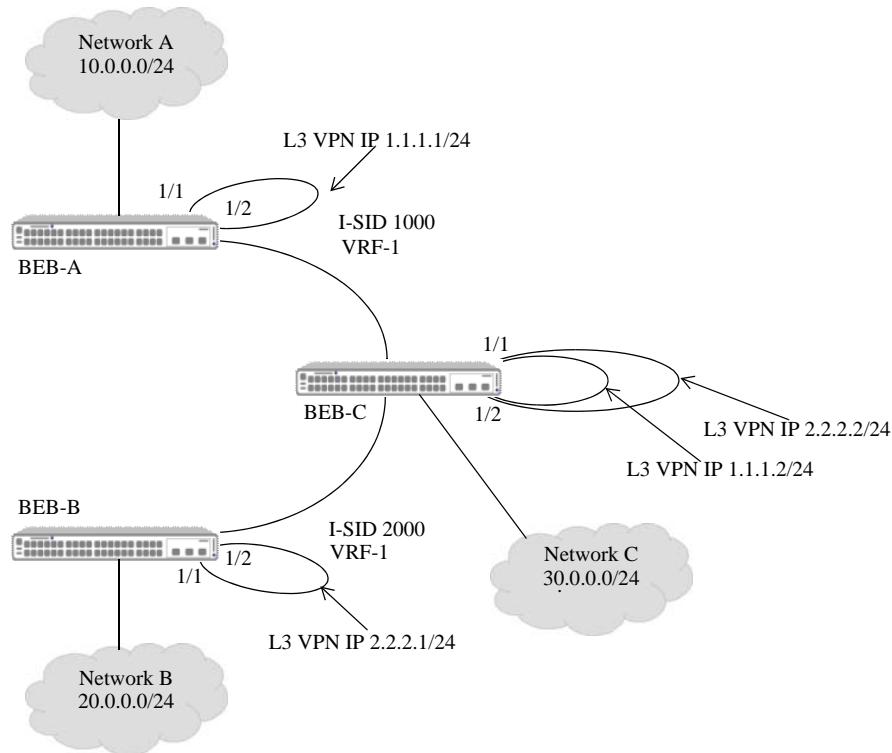 Network A
10.0.0.0/24
L3 VPN IP 1.1.1.1/24
1/1
1/2
I-SID 1000
VRF-1
BEB-A
1/1
BEB-C
1/2
L3 VPN IP 2.2.2.2/24
L3 VPN IP 1.1.1.2/24
BEB-B
I-SID 2000
VRF-1
1/2
1/1
Network C
30.0.0.0/24
L3 VPN IP 2.2.2.1/24
Network B
20.0.0.0/24